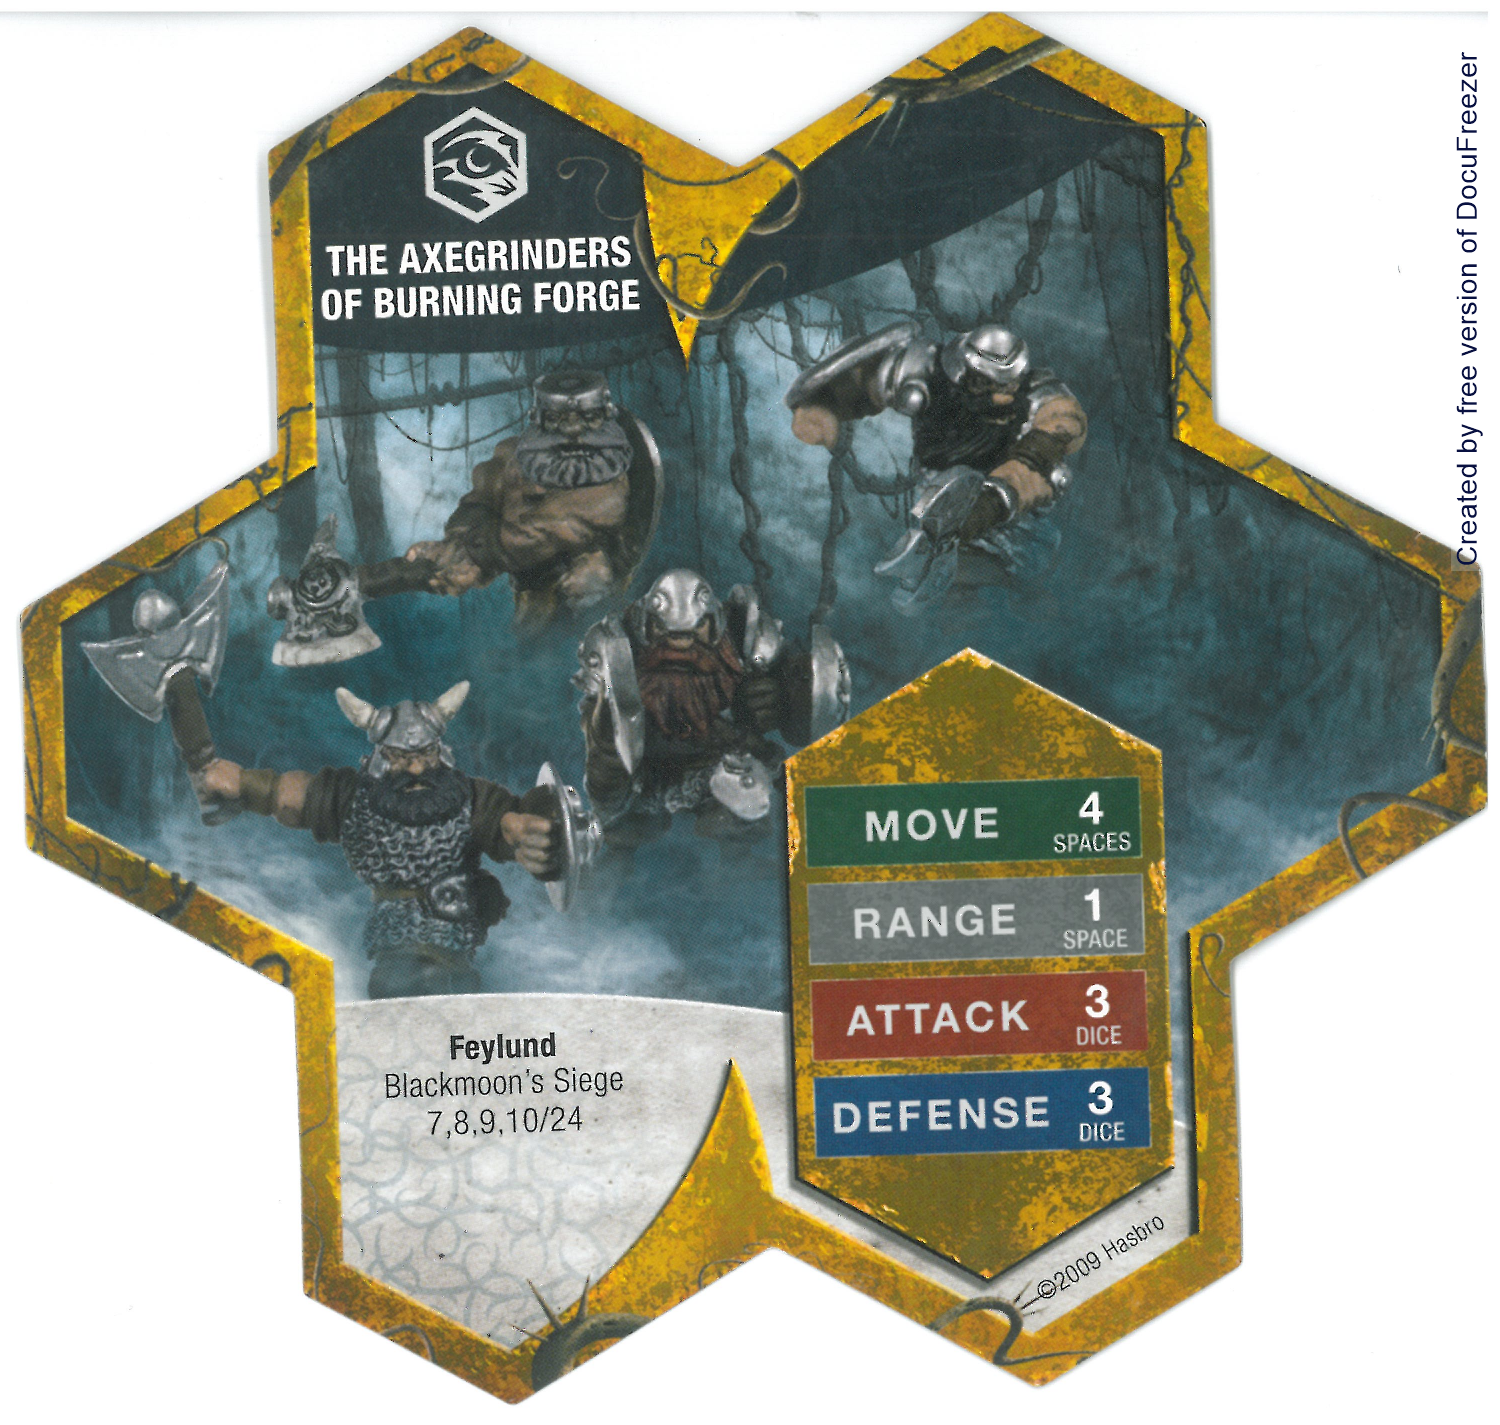 THE AXEGRINDERS
OF BURNING FORGE
MOVE 4
SPACES
RANGE 1
SPACE
ATTACK 3
DICE
DEFENSE 3
DICE
Feylund
Blackmoon's Siege
7,8,9,10/24
©2009 Hasbro
Created by free version of DocuFreezer